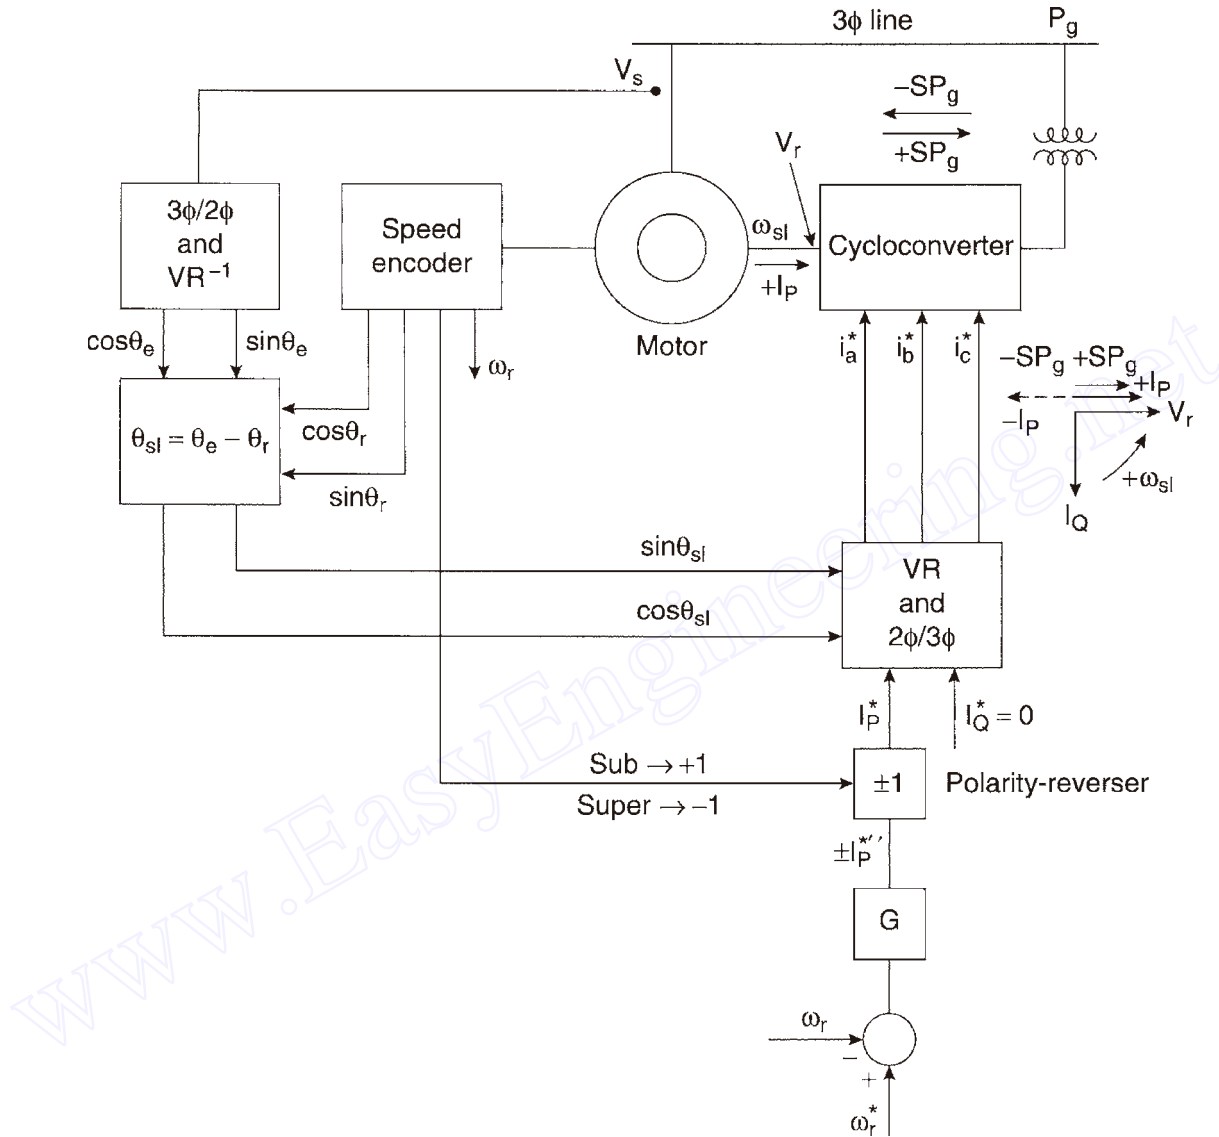 3ϕ line
P_g
V_s
−SP_g
+SP_g
V_r
3ϕ/2ϕ
and
VR⁻¹
Speed
encoder
ω_sl
Cycloconverter
+I_P
Motor
cosθ_e
sinθ_e
ω_r
i_a*
i_b*
i_c*
−SP_g +SP_g
+I_P
−I_P
V_r
+ω_sl
I_Q
θ_sl = θ_e − θ_r
cosθ_r
sinθ_r
sinθ_sl
cosθ_sl
VR
and
2ϕ/3ϕ
I_P*
I_Q* = 0
Sub → +1
Super → −1
±1
Polarity-reverser
±I_P*′′
G
ω_r
−
+
ω_r*
www.EasyEngineering.net